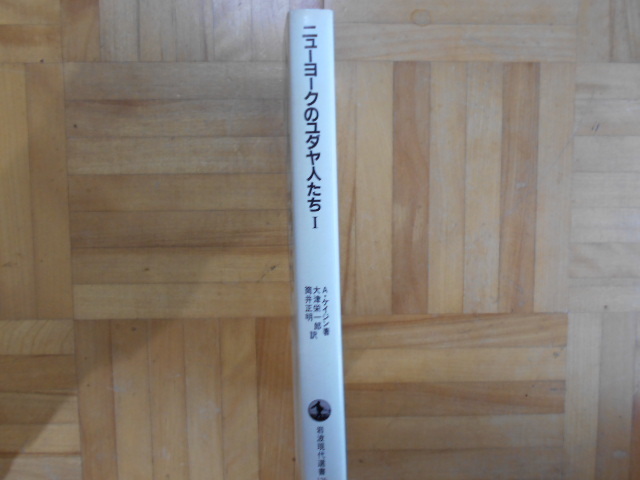 ニューヨークのユダヤ人たち I
A・ケイジン著
大津栄一郎
筒井正明 訳
岩波現代選書